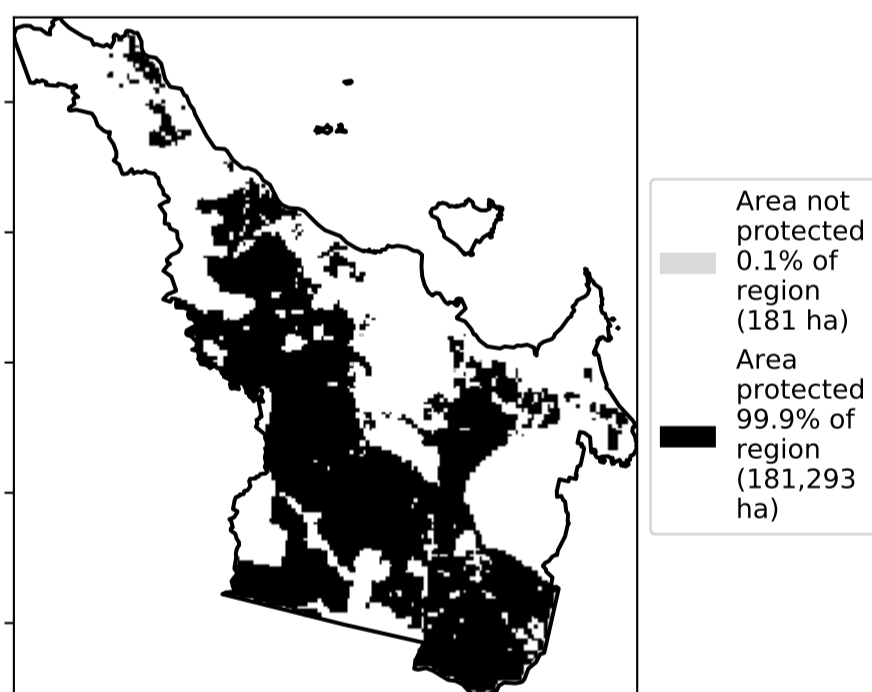 Area not
protected
0.1% of
region
(181 ha)
Area
protected
99.9% of
region
(181,293
ha)